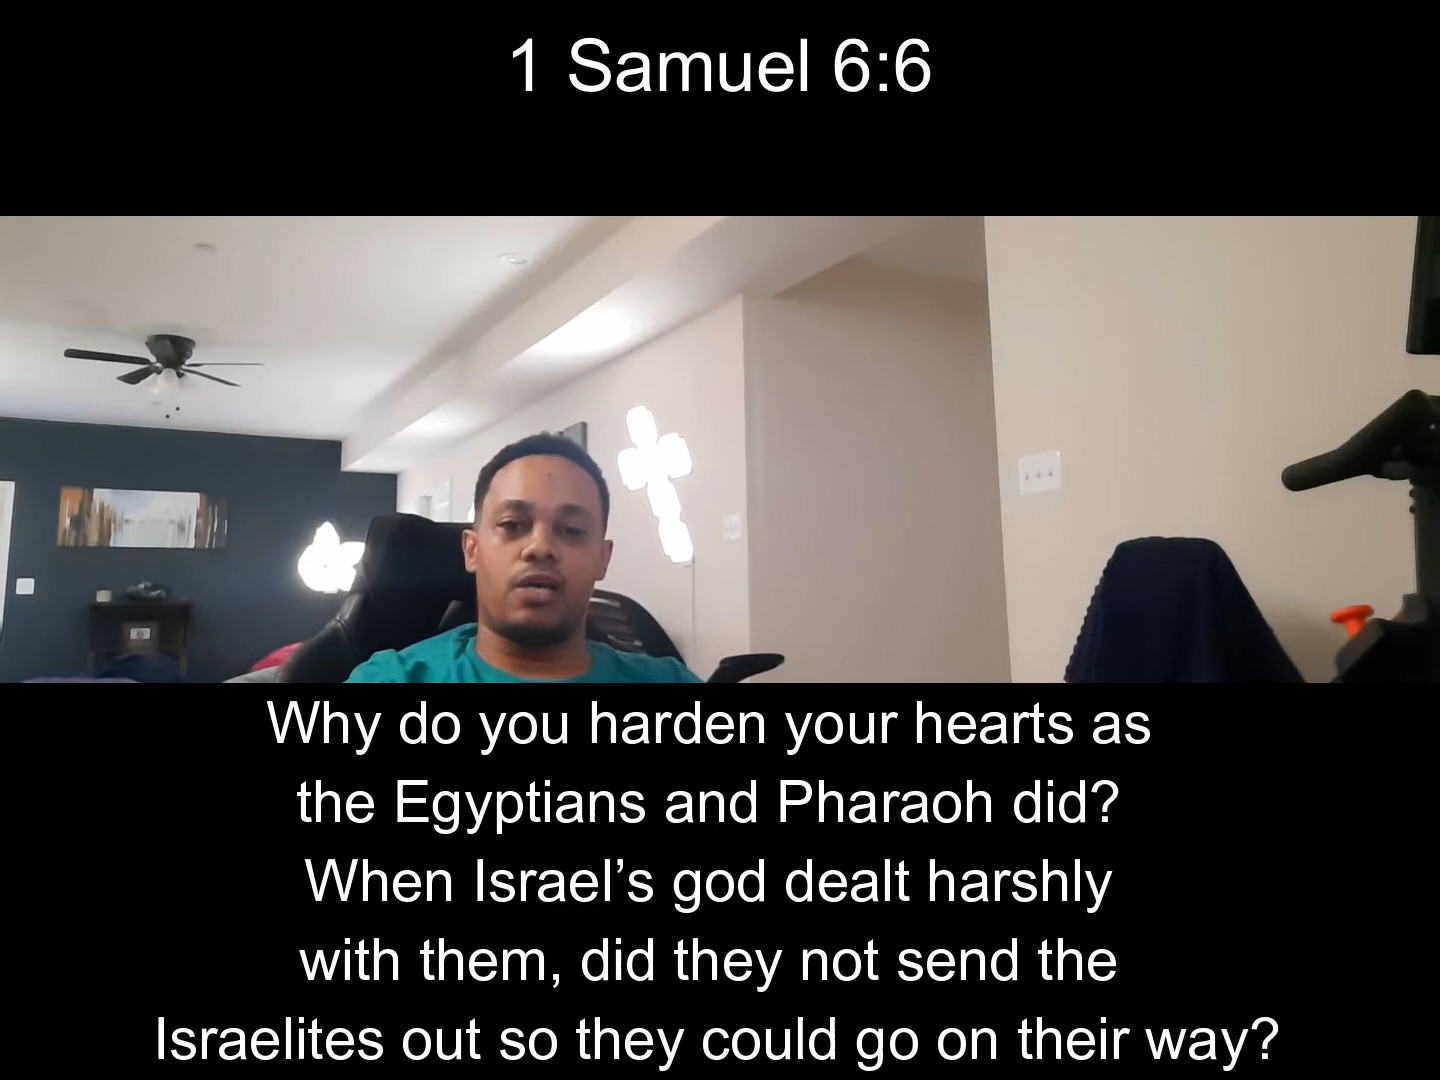 1 Samuel 6:6
Why do you harden your hearts as
the Egyptians and Pharaoh did?
When Israel’s god dealt harshly
with them, did they not send the
Israelites out so they could go on their way?